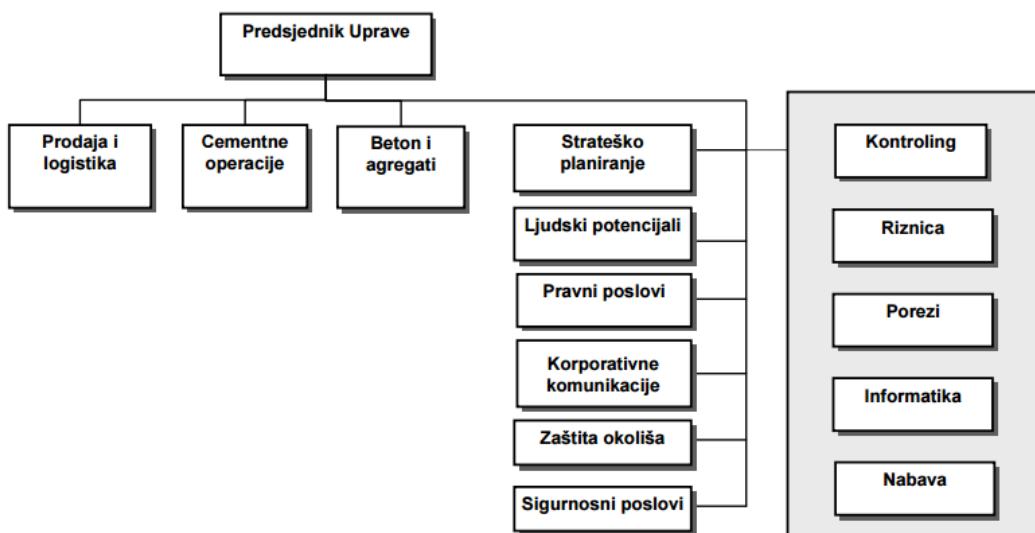 Predsjednik Uprave
Prodaja i
logistika
Cementne
operacije
Beton i
agregati
Strateško
planiranje
Ljudski potencijali
Pravni poslovi
Korporativne
komunikacije
Zaštita okoliša
Sigurnosni poslovi
Kontroling
Riznica
Porezi
Informatika
Nabava